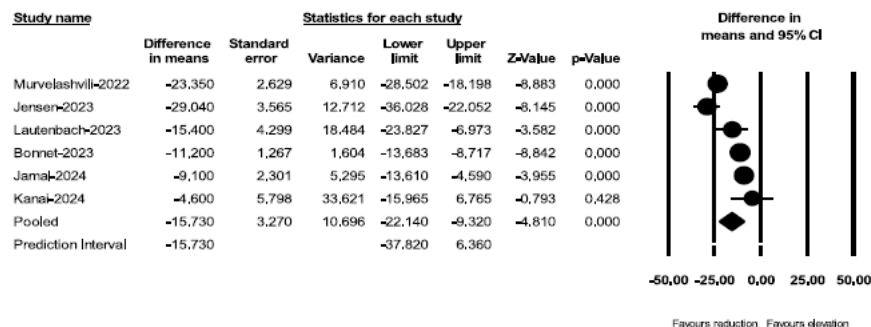 Study name Statistics for each study Difference in means and 95% CI
Difference in means Standard error Variance Lower limit Upper limit Z-Value p-Value
Murvelashvili-2022 -23.350 2.629 6.910 -28.502 -18.198 -8.883 0.000
Jensen-2023 -29.040 3.565 12.712 -36.028 -22.052 -8.145 0.000
Lautenbach-2023 -15.400 4.299 18.484 -23.827 -6.973 -3.582 0.000
Bonnet-2023 -11,200 1,267 1,604 -13,683 -8,717 -8,842 0,000
Jamal-2024 -9,100 2,301 5,295 -13,610 -4,590 -3,955 0,000
Kanai-2024 -4,600 5,798 33,621 -15,965 6,765 -0,793 0,428
Pooled -15.730 3.270 10.696 -22.140 -9.320 -4.810 0.000
Prediction Interval -15.730 -37.820 6.360
-50,00 -25,00 0,00 25,00 50,00
Favours reduction Favours elevation